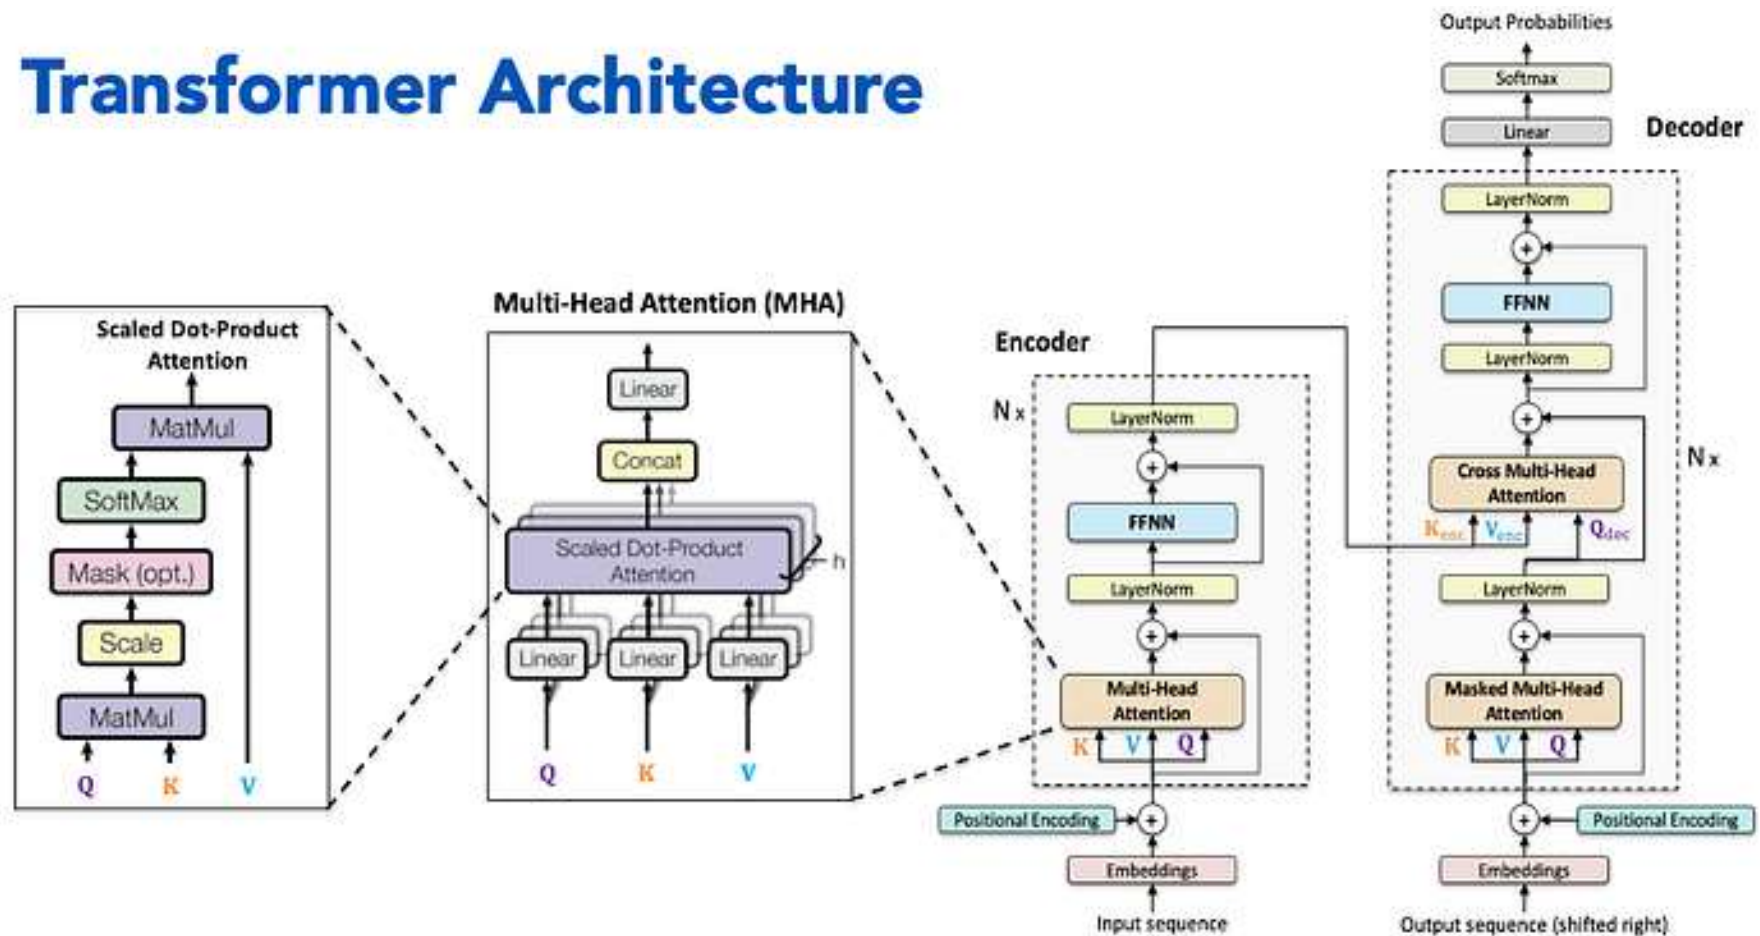 Transformer Architecture
Scaled Dot-Product
Attention
MatMul
SoftMax
Mask (opt.)
Scale
MatMul
Q
K
V
Multi-Head Attention (MHA)
Linear
Concat
Scaled Dot-Product
Attention
h
Linear
Linear
Linear
Q
K
V
Encoder
N x
LayerNorm
+
FFNN
LayerNorm
+
Multi-Head
Attention
K
V
Q
Positional Encoding
+
Embeddings
Input sequence
Output Probabilities
Softmax
Linear
Decoder
LayerNorm
+
FFNN
LayerNorm
+
Cross Multi-Head
Attention
N x
Kenc
Venc
Qdec
LayerNorm
+
Masked Multi-Head
Attention
K
V
Q
+
Positional Encoding
Embeddings
Output sequence (shifted right)